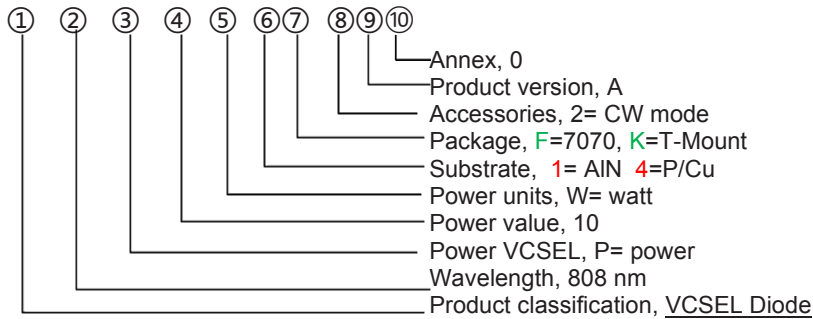 ① ② ③ ④ ⑤ ⑥⑦ ⑧⑨⑩
Annex, 0
Product version, A
Accessories, 2= CW mode
Package, F=7070, K=T-Mount
Substrate, 1= AlN 4=P/Cu
Power units, W= watt
Power value, 10
Power VCSEL, P= power
Wavelength, 808 nm
Product classification, VCSEL Diode